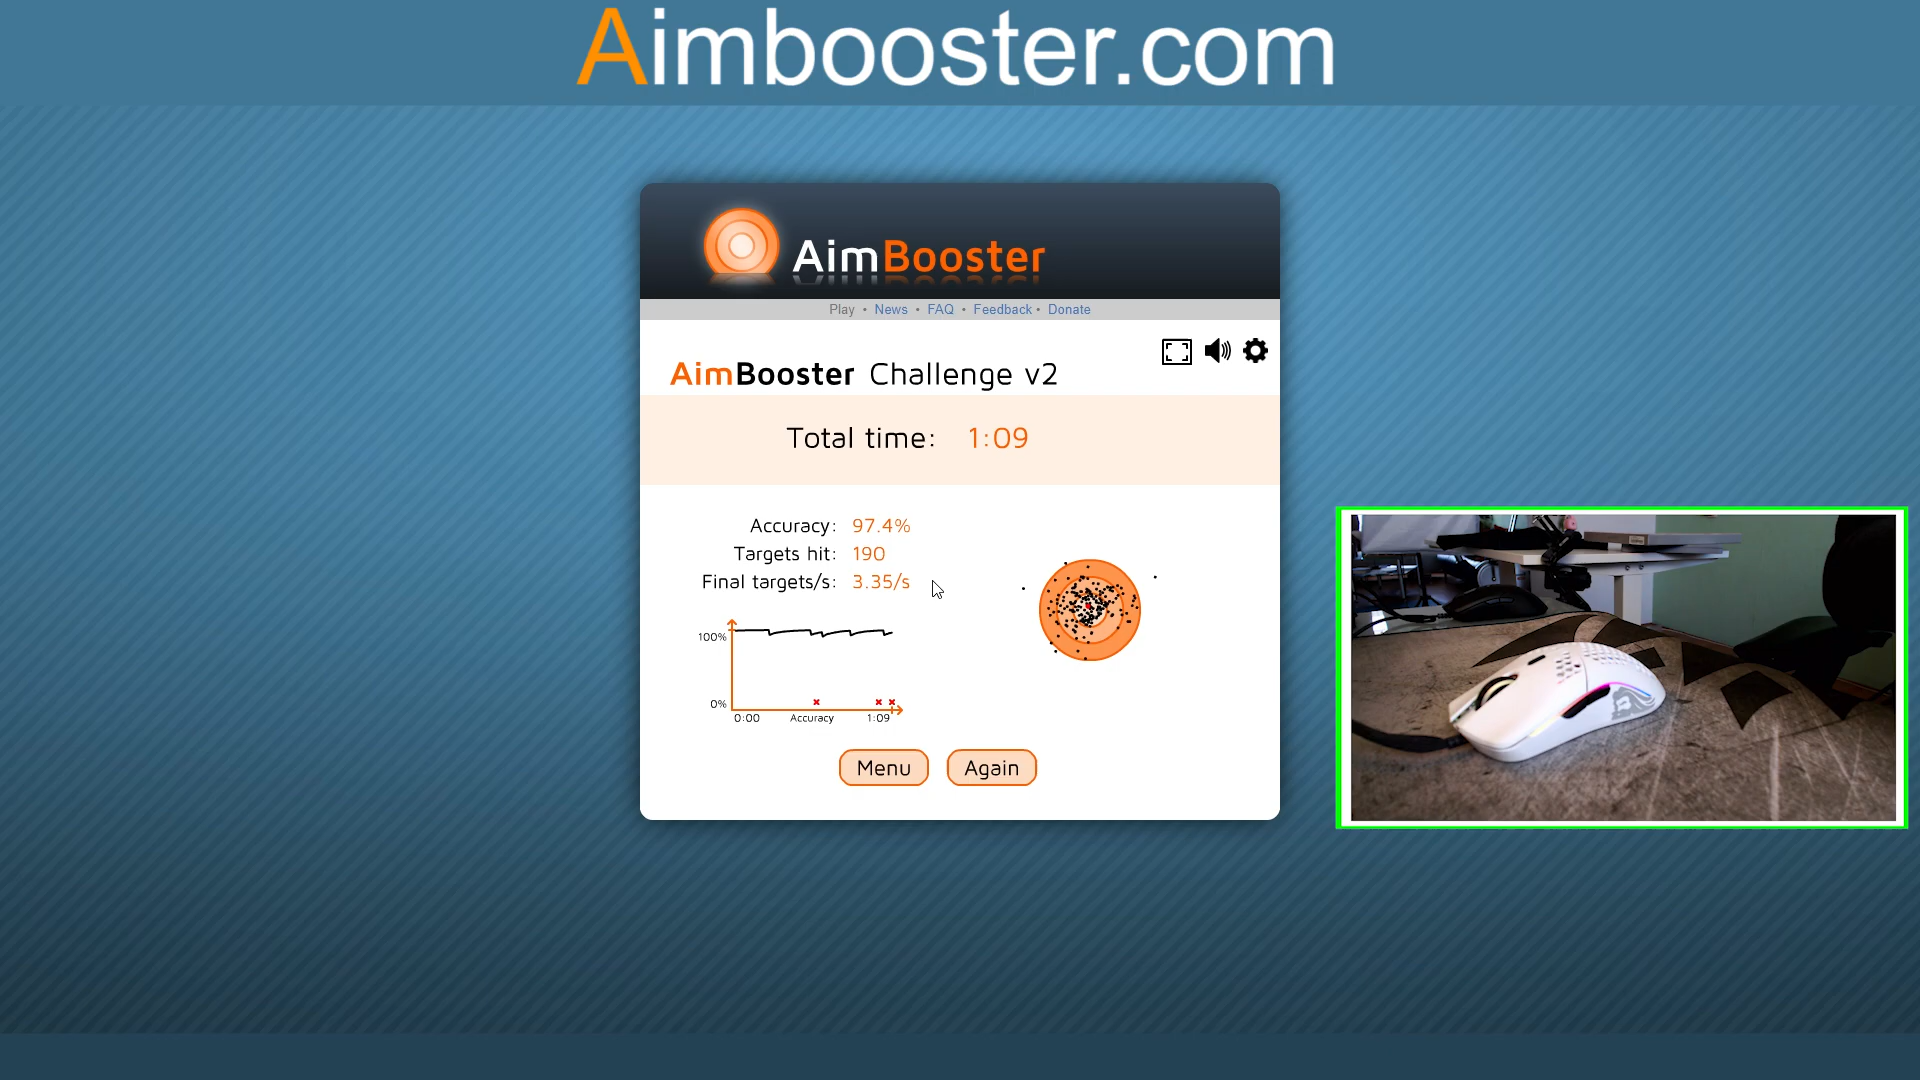 Aimbooster.com
AimBooster
Play • News • FAQ • Feedback • Donate
AimBooster Challenge v2
Total time: 1:09
Accuracy: 97.4%
Targets hit: 190
Final targets/s: 3.35/s
100%
0%
0:00 Accuracy 1:09
Menu Again